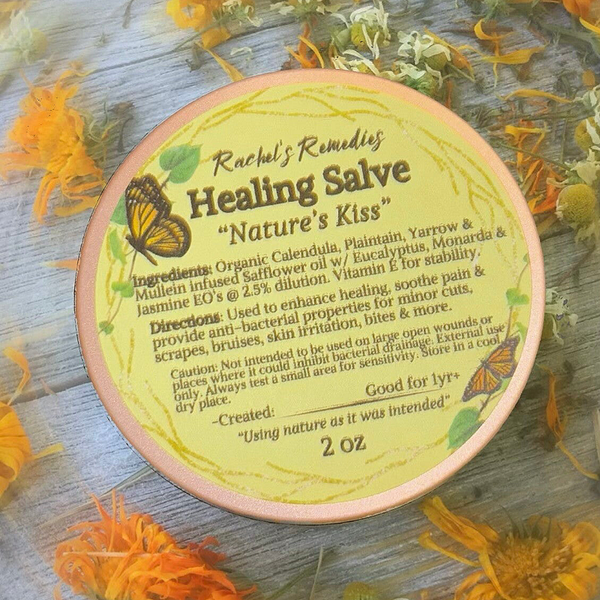 Rachel's Remedies
Healing Salve
"Nature's Kiss"
Ingredients: Organic Calendula, Plaintain, Yarrow &
Mullein infused Safflower oil w/ Eucalyptus, Monarda &
Jasmine EO's @ 2.5% dilution. Vitamin E for stability.
Directions: Used to enhance healing, soothe pain &
provide anti-bacterial properties for minor cuts,
scrapes, bruises, skin irritation, bites & more.
Caution: Not intended to be used on large open wounds or
places where it could inhibit bacterial drainage. External use
only. Always test a small area for sensitivity. Store in a cool,
dry place.
Good for 1yr+
-Created:
"Using nature as it was intended"
2 oz